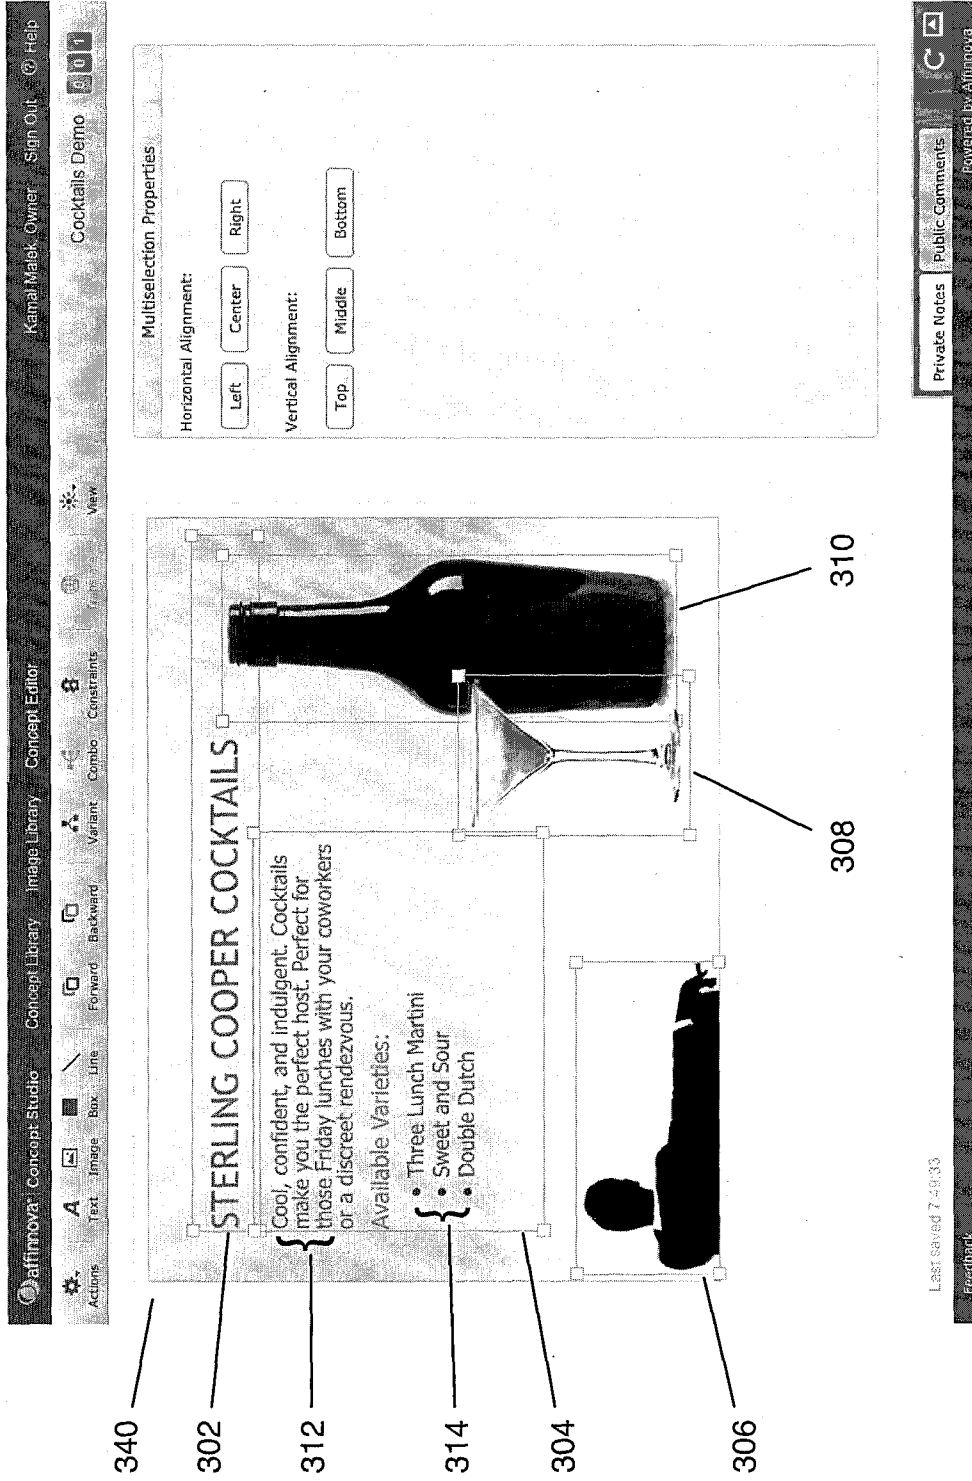 affinnova Concept Studio Concept Library Image Library Concept Editor Kamal Malek, Owner Sign Out Help
Actions Text Image Box Line Forward Backward Variant Combo Constraints View
Cocktails Demo 0 0 1
STERLING COOPER COCKTAILS
Cool, confident, and indulgent. Cocktails
make you the perfect host. Perfect for
those Friday lunches with your coworkers
or a discreet rendezvous.
Available Varieties:
• Three Lunch Martini
• Sweet and Sour
• Double Dutch
Multiselection Properties
Horizontal Alignment:
Left Center Right
Vertical Alignment:
Top Middle Bottom
Last saved 7:49:33
Private Notes Public Comments
Feedback Powered by Affinnova
340
302
312
314
304
306
308
310